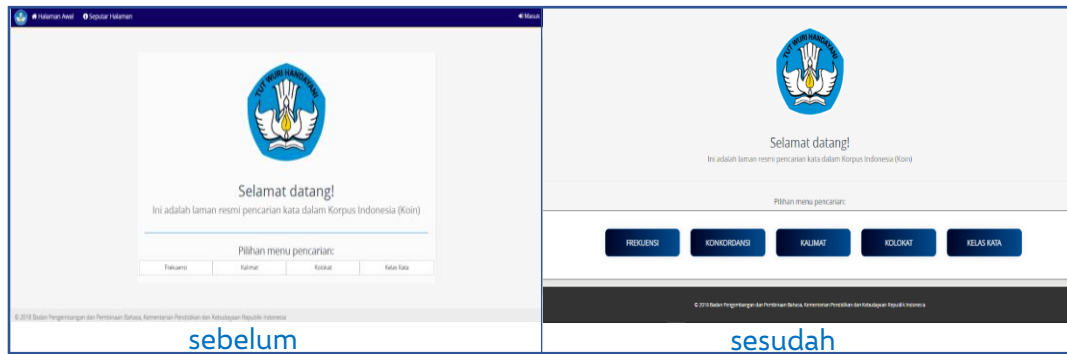 Halaman Awal Seputar Halaman Masuk
TUT WURI HANDAYANI
Selamat datang!
Ini adalah laman resmi pencarian kata dalam Korpus Indonesia (Koin)
Pilihan menu pencarian:
Frekuensi Kalimat Kolokat Kelas Kata
© 2018 Badan Pengembangan dan Pembinaan Bahasa, Kementerian Pendidikan dan Kebudayaan Republik Indonesia
sebelum
TUT WURI HANDAYANI
Selamat datang!
Ini adalah laman resmi pencarian kata dalam Korpus Indonesia (Koin)
Pilihan menu pencarian:
FREKUENSI KONKORDANSI KALIMAT KOLOKAT KELAS KATA
© 2018 Badan Pengembangan dan Pembinaan Bahasa, Kementerian Pendidikan dan Kebudayaan Republik Indonesia
sesudah